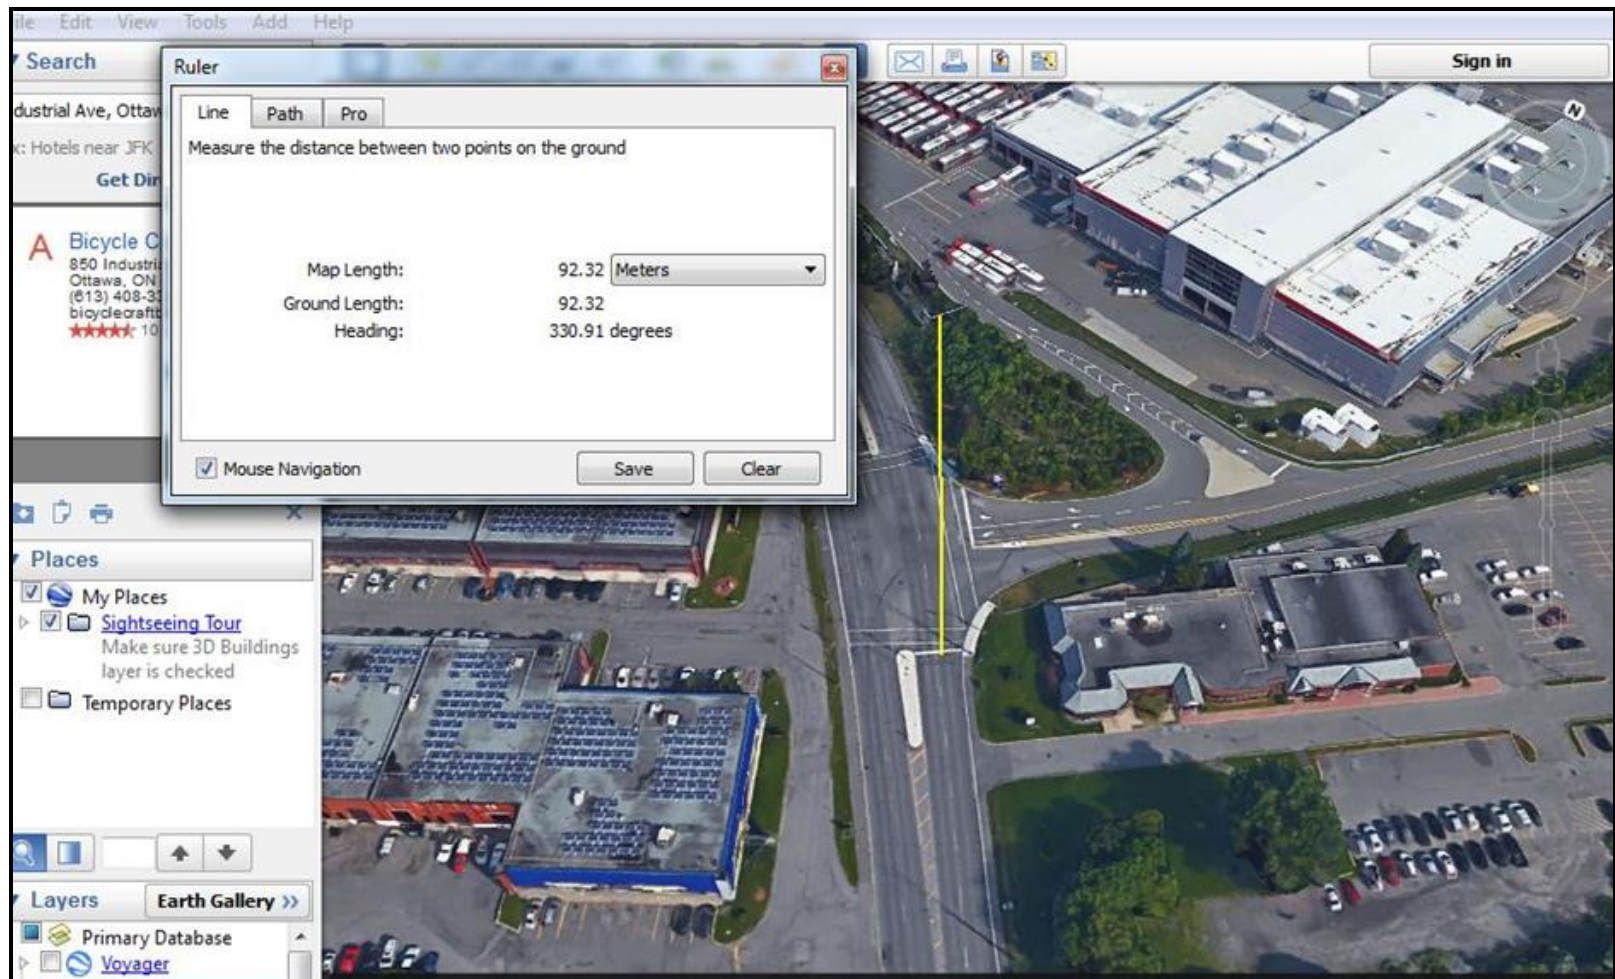 ile Edit View Tools Add Help
Search
Sign in
Ruler
Line Path Pro
dustrial Ave, Ottaw
Measure the distance between two points on the ground
x: Hotels near JFK
Get Dir
A Bicycle C
850 Industri
Ottawa, ON
(613) 408-33
bicyclecraftb
10
Map Length: 92.32 Meters
Ground Length: 92.32
Heading: 330.91 degrees
Mouse Navigation Save Clear
N
Places
My Places
Sightseeing Tour
Make sure 3D Buildings
layer is checked
Temporary Places
Layers Earth Gallery >>
Primary Database
Voyager